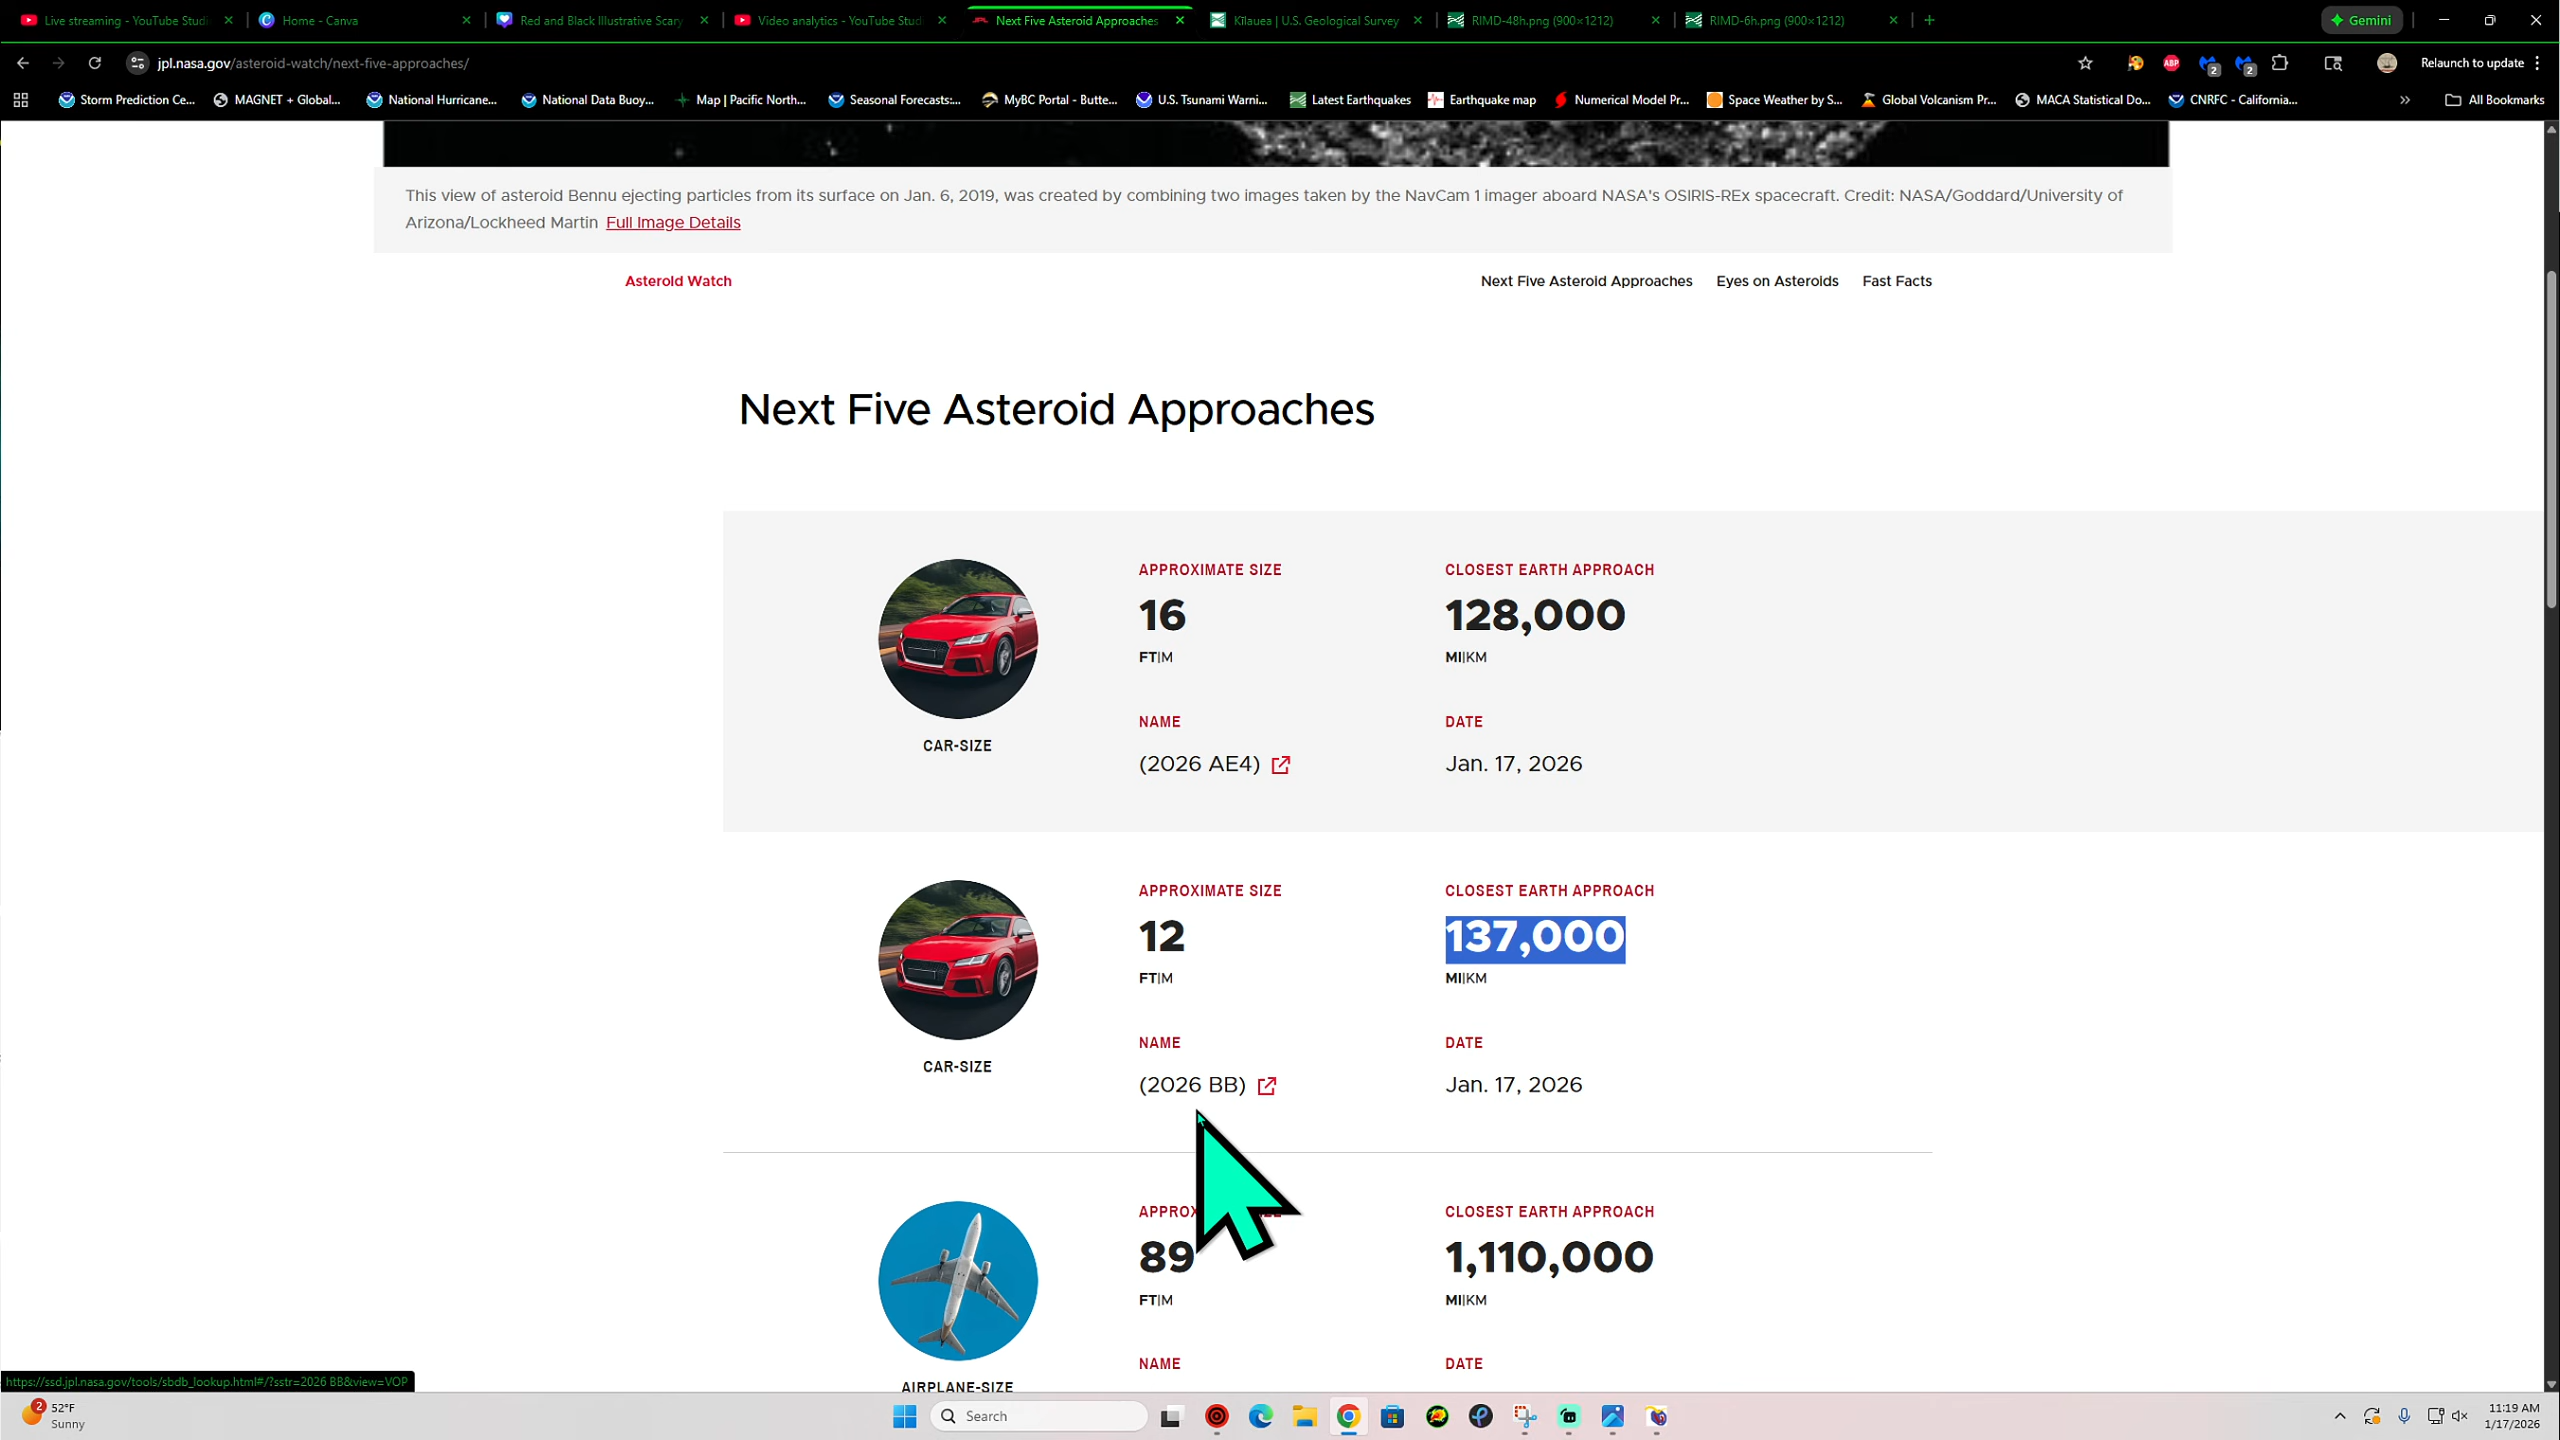 Live streaming - YouTube Studi
Home - Canva
Red and Black Illustrative Scary
Video analytics - YouTube Studi
Next Five Asteroid Approaches
Kīlauea | U.S. Geological Survey
RIMD-48h.png (900×1212)
RIMD-6h.png (900×1212)
Gemini
jpl.nasa.gov/asteroid-watch/next-five-approaches/
ABP
2
2
Relaunch to update
Storm Prediction Ce...
MAGNET + Global...
National Hurricane...
National Data Buoy...
Map | Pacific North...
Seasonal Forecasts:...
MyBC Portal - Butte...
U.S. Tsunami Warni...
Latest Earthquakes
Earthquake map
Numerical Model Pr...
Space Weather by S...
Global Volcanism Pr...
MACA Statistical Do...
CNRFC - California...
All Bookmarks
This view of asteroid Bennu ejecting particles from its surface on Jan. 6, 2019, was created by combining two images taken by the NavCam 1 imager aboard NASA's OSIRIS-REx spacecraft. Credit: NASA/Goddard/University of
Arizona/Lockheed Martin Full Image Details
Asteroid Watch
Next Five Asteroid Approaches
Eyes on Asteroids
Fast Facts
Next Five Asteroid Approaches
APPROXIMATE SIZE
CLOSEST EARTH APPROACH
16
128,000
FT|M
MI|KM
NAME
DATE
CAR-SIZE
(2026 AE4)
Jan. 17, 2026
APPROXIMATE SIZE
CLOSEST EARTH APPROACH
12
137,000
FT|M
MI|KM
NAME
DATE
CAR-SIZE
(2026 BB)
Jan. 17, 2026
CLOSEST EARTH APPROACH
89
1,110,000
FT|M
MI|KM
NAME
DATE
AIRPLANE-SIZE
https://ssd.jpl.nasa.gov/tools/sbdb_lookup.html#/?sstr=2026 BB&view=VOP
2
52°F
Sunny
Search
11:19 AM
1/17/2026